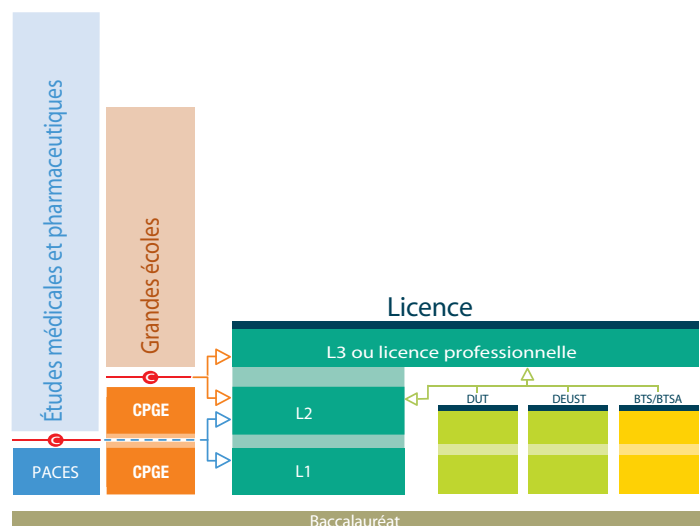 Études médicales et pharmaceutiques
Grandes écoles
Licence
L3 ou licence professionnelle
CPGE
L2
DUT
DEUST
BTS/BTSA
PACES
CPGE
L1
Baccalauréat